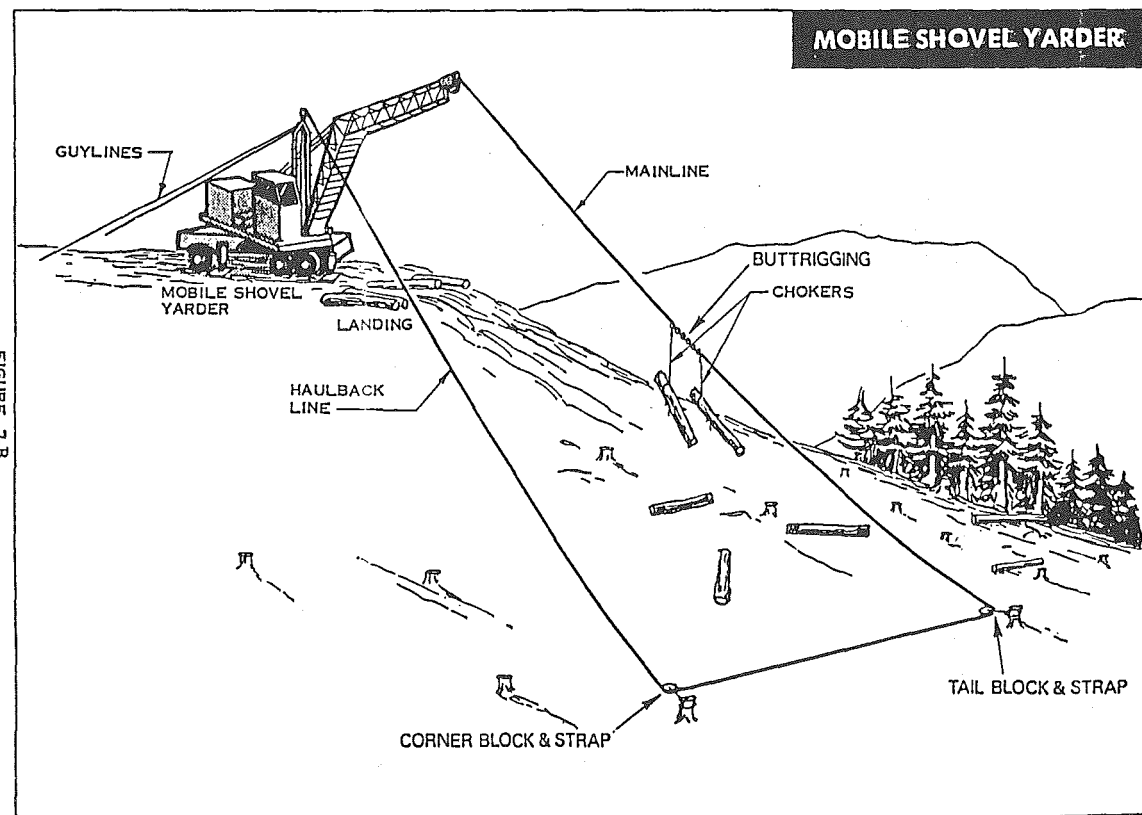 MOBILE SHOVEL YARDER
GUYLINES
MAINLINE
BUTTRIGGING
CHOKERS
MOBILE SHOVEL
YARDER
LANDING
HAULBACK
LINE
TAIL BLOCK & STRAP
CORNER BLOCK & STRAP